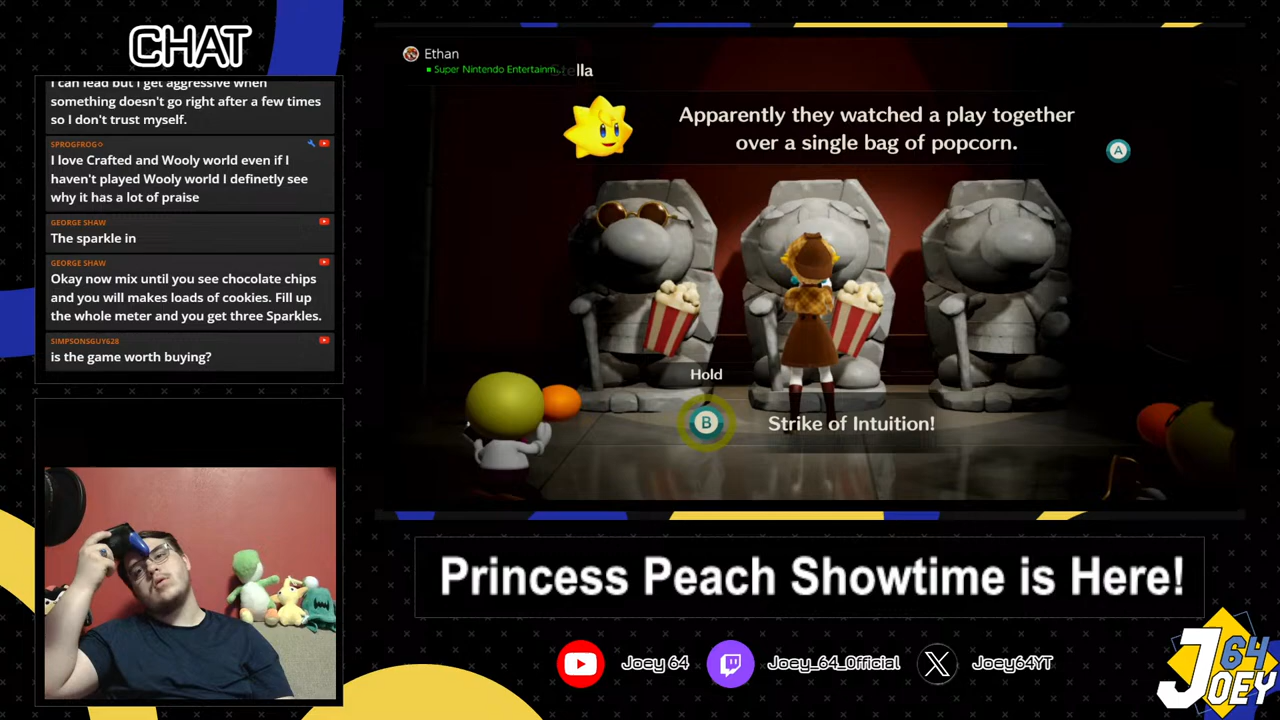 CHAT
I can lead but I get aggressive when
something doesn't go right after a few times
so I don't trust myself.
SPROGFROG
I love Crafted and Wooly world even if I
haven't played Wooly world I definetly see
why it has a lot of praise
GEORGE SHAW
The sparkle in
GEORGE SHAW
Okay now mix until you see chocolate chips
and you will makes loads of cookies. Fill up
the whole meter and you get three Sparkles.
SIMPSONSGUY628
is the game worth buying?
Ethan
Super Nintendo Entertainm...
lla
Apparently they watched a play together
over a single bag of popcorn.
A
Hold
B
Strike of Intuition!
Princess Peach Showtime is Here!
Joey 64
Joey_64_Official
Joey64YT
64
JOEY